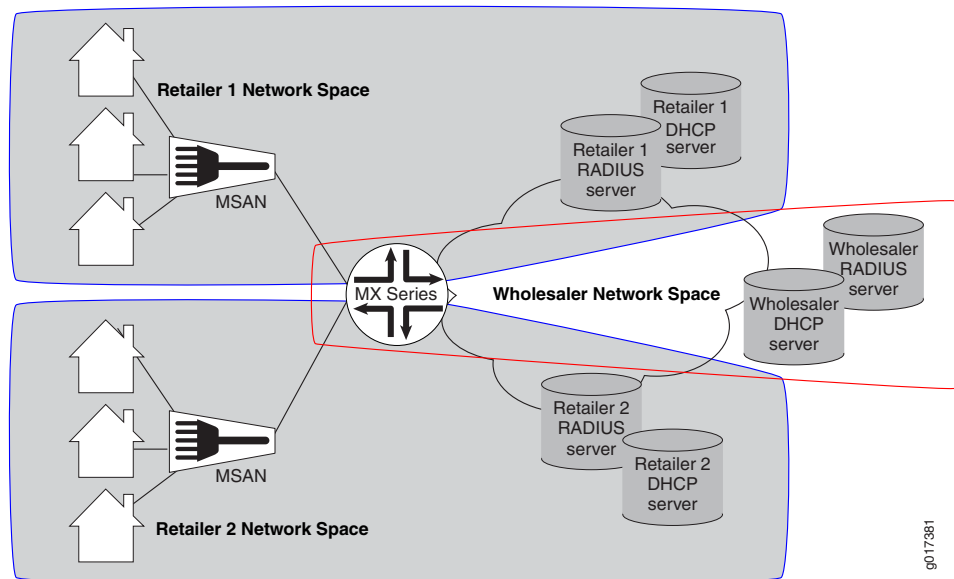 Retailer 1 Network Space
MSAN
Retailer 1
DHCP
server
Retailer 1
RADIUS
server
MX Series
Wholesaler Network Space
Wholesaler
RADIUS
server
Wholesaler
DHCP
server
MSAN
Retailer 2 Network Space
Retailer 2
RADIUS
server
Retailer 2
DHCP
server
g017381